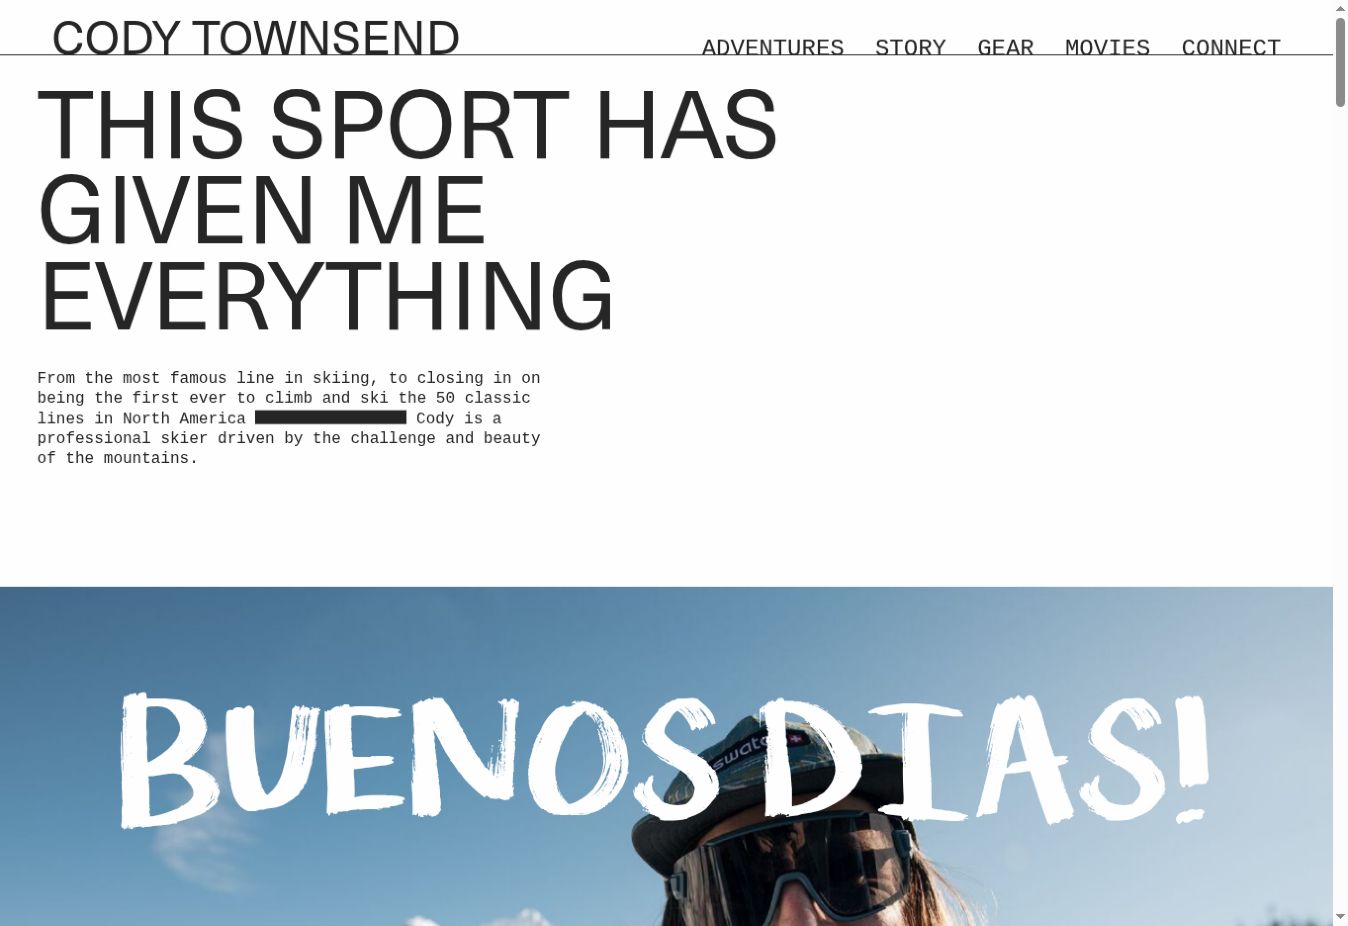 CODY TOWNSEND
ADVENTURES STORY GEAR MOVIES CONNECT
THIS SPORT HAS
GIVEN ME
EVERYTHING
From the most famous line in skiing, to closing in on
being the first ever to climb and ski the 50 classic
lines in North America Cody is a
professional skier driven by the challenge and beauty
of the mountains.
BUENOS DIAS!
swatch